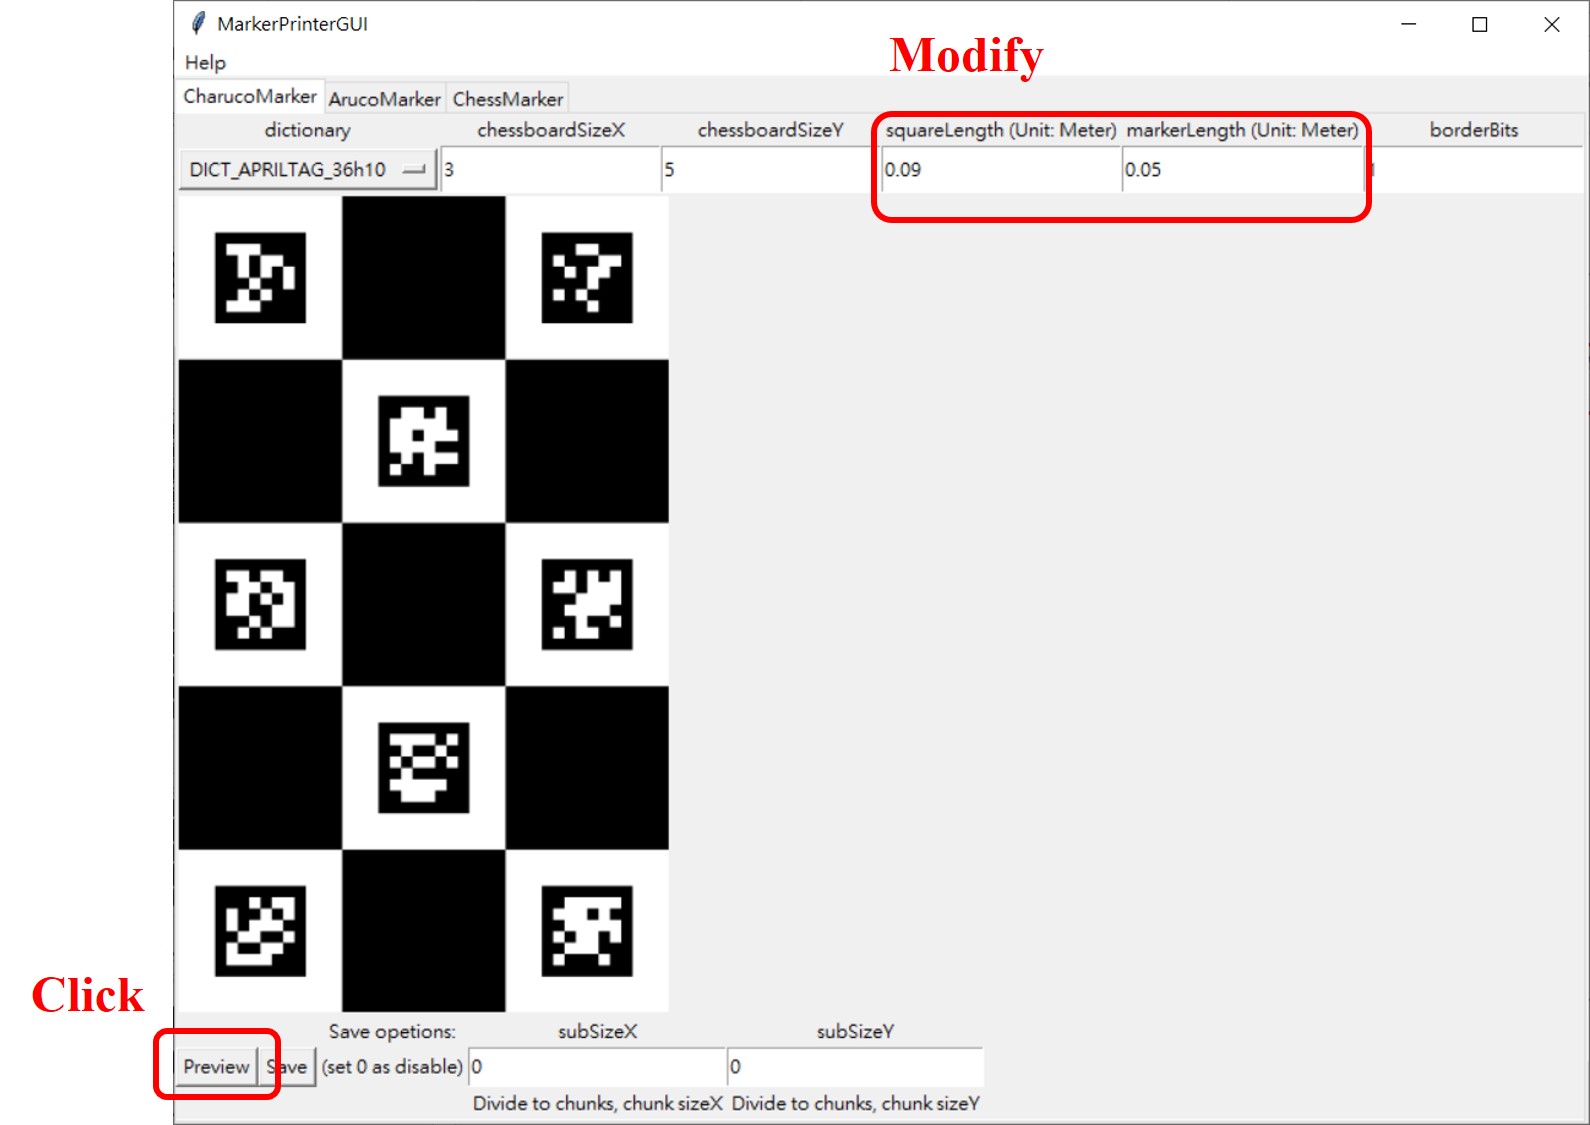 MarkerPrinterGUI
Modify
Help
CharucoMarker ArucoMarker ChessMarker
dictionary chessboardSizeX chessboardSizeY squareLength (Unit: Meter) markerLength (Unit: Meter) borderBits
DICT_APRILTAG_36h10 3 5 0.09 0.05
Click
Save opetions: subSizeX subSizeY
Preview Save (set 0 as disable) 0 0
Divide to chunks, chunk sizeX Divide to chunks, chunk sizeY